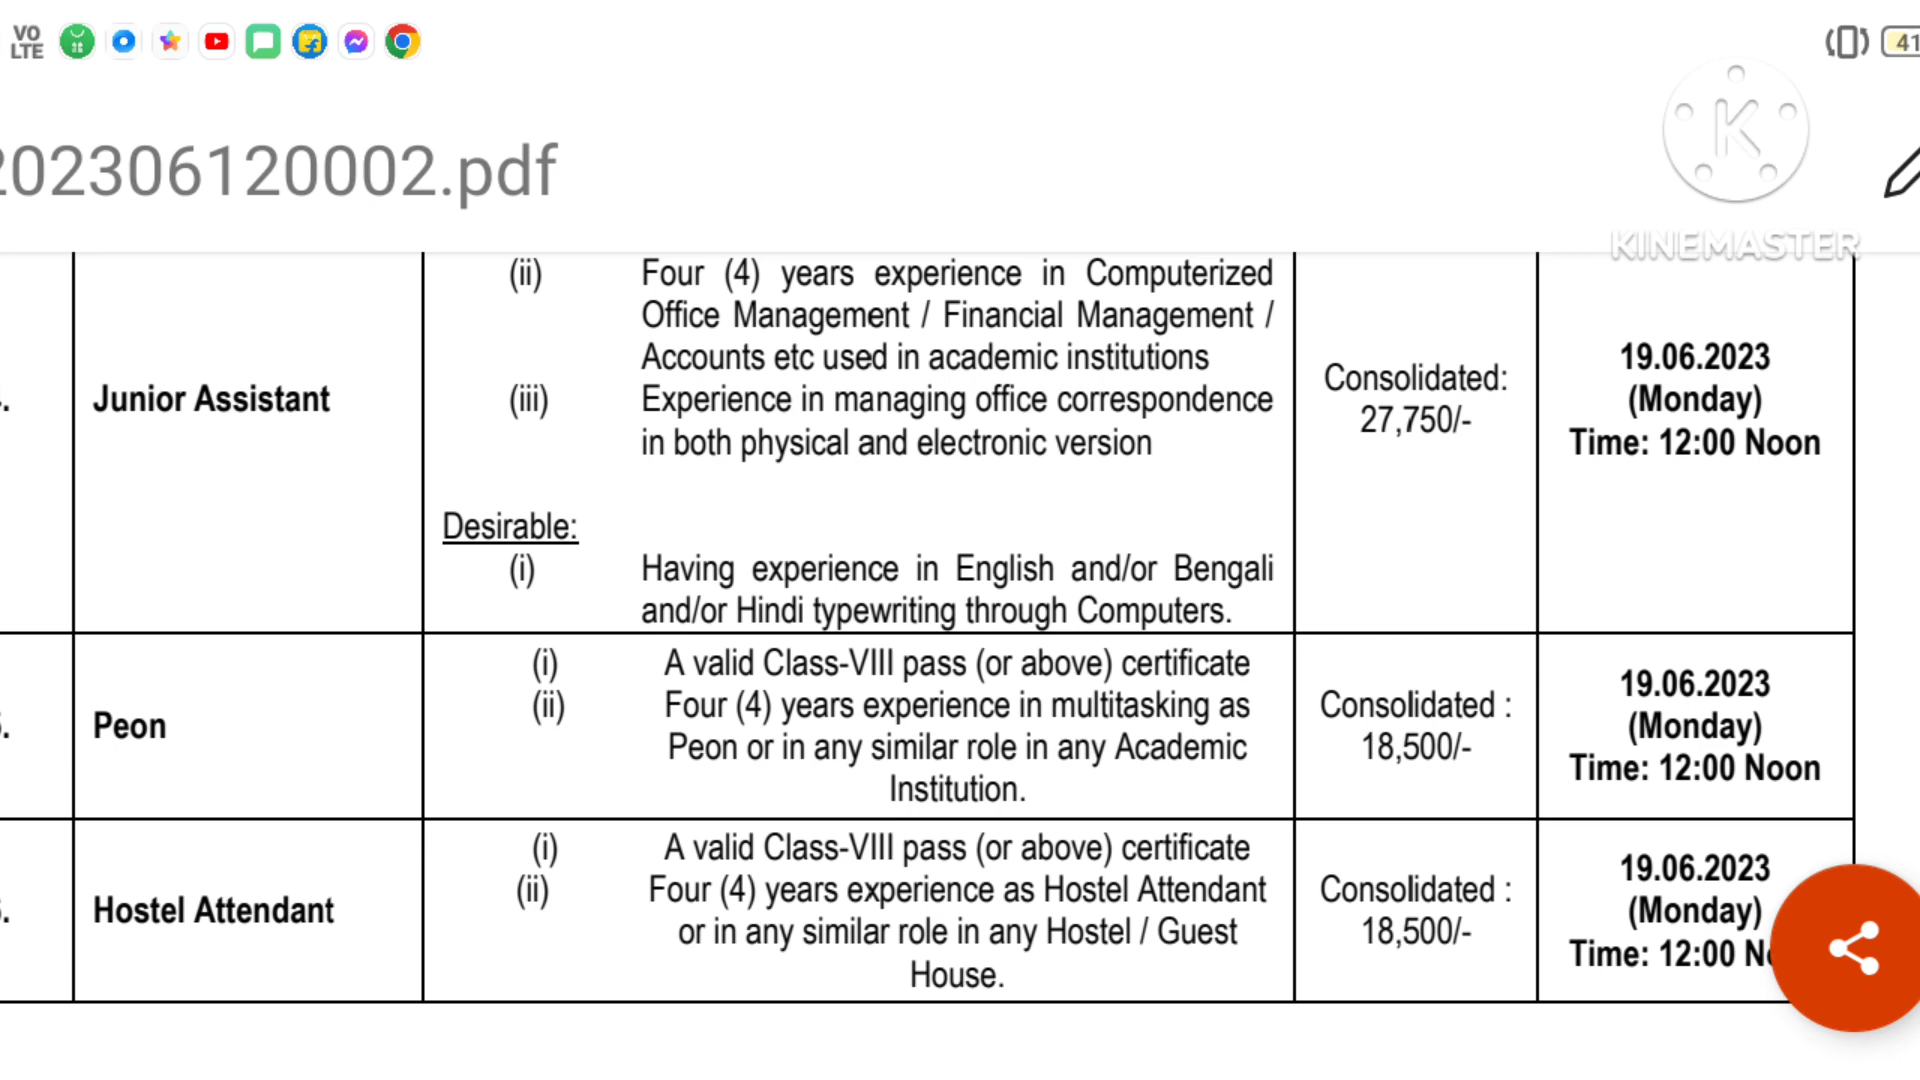 VO
LTE
41
202306120002.pdf
KINEMASTER
(ii) Four (4) years experience in Computerized
Office Management / Financial Management /
Accounts etc used in academic institutions
(iii) Experience in managing office correspondence
in both physical and electronic version
Junior Assistant
Desirable:
(i) Having experience in English and/or Bengali
and/or Hindi typewriting through Computers.
Consolidated:
27,750/-
19.06.2023
(Monday)
Time: 12:00 Noon
Peon
(i) A valid Class-VIII pass (or above) certificate
(ii) Four (4) years experience in multitasking as
Peon or in any similar role in any Academic
Institution.
Consolidated :
18,500/-
19.06.2023
(Monday)
Time: 12:00 Noon
Hostel Attendant
(i) A valid Class-VIII pass (or above) certificate
(ii) Four (4) years experience as Hostel Attendant
or in any similar role in any Hostel / Guest
House.
Consolidated :
18,500/-
19.06.2023
(Monday)
Time: 12:00